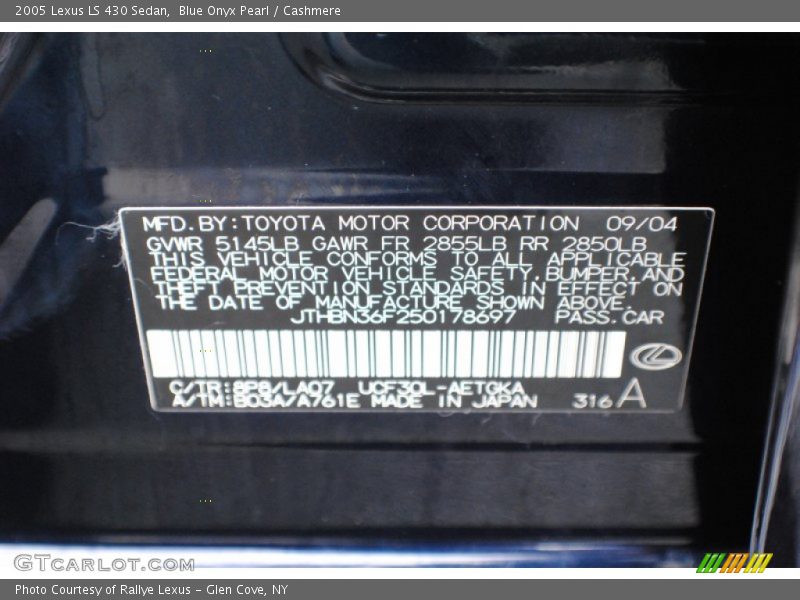 2005 Lexus LS 430 Sedan, Blue Onyx Pearl / Cashmere
MFD.BY:TOYOTA MOTOR CORPORATION 09/04
GVWR 5145LB GAWR FR 2855LB RR 2850LB
THIS VEHICLE CONFORMS TO ALL APPLICABLE
FEDERAL MOTOR VEHICLE SAFETY,BUMPER,AND
THEFT PREVENTION STANDARDS IN EFFECT ON
THE DATE OF MANUFACTURE SHOWN ABOVE.
JTHBN36F250178697 PASS.CAR
C/TR:8P8/LA07 UCF30L-AETGKA
A/TM:B03A/A761E MADE IN JAPAN 316 A
GTCARLOT.COM
Photo Courtesy of Rallye Lexus - Glen Cove, NY